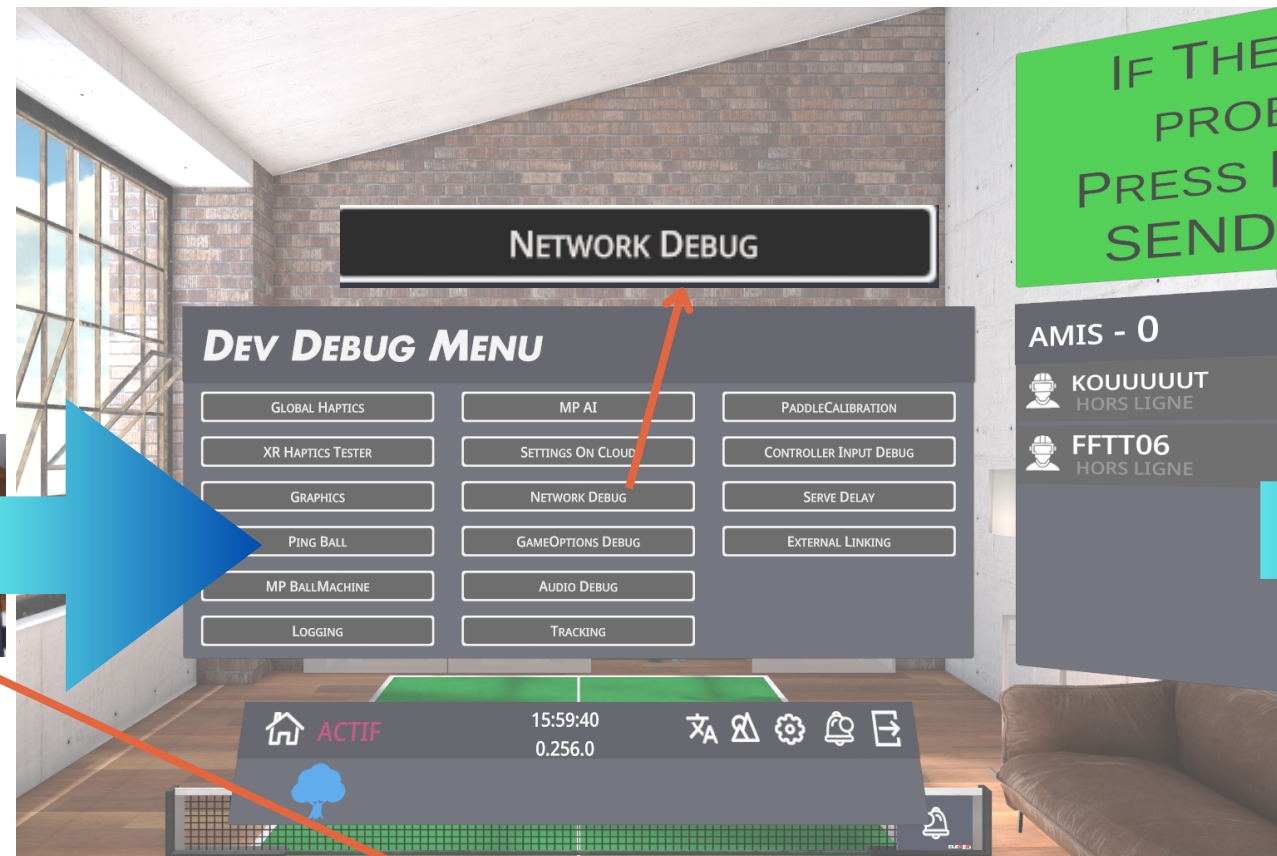 IF THE
PROB
PRESS
SEND
NETWORK DEBUG
DEV DEBUG MENU
GLOBAL HAPTICS
MP AI
PADDLECALIBRATION
XR HAPTICS TESTER
SETTINGS ON CLOUD
CONTROLLER INPUT DEBUG
GRAPHICS
NETWORK DEBUG
SERVE DELAY
PING BALL
GAMEOPTIONS DEBUG
EXTERNAL LINKING
MP BALLMACHINE
AUDIO DEBUG
LOGGING
TRACKING
AMIS - 0
KOUUUUUT
HORS LIGNE
FFTT06
HORS LIGNE
ACTIF
15:59:40
0.256.0